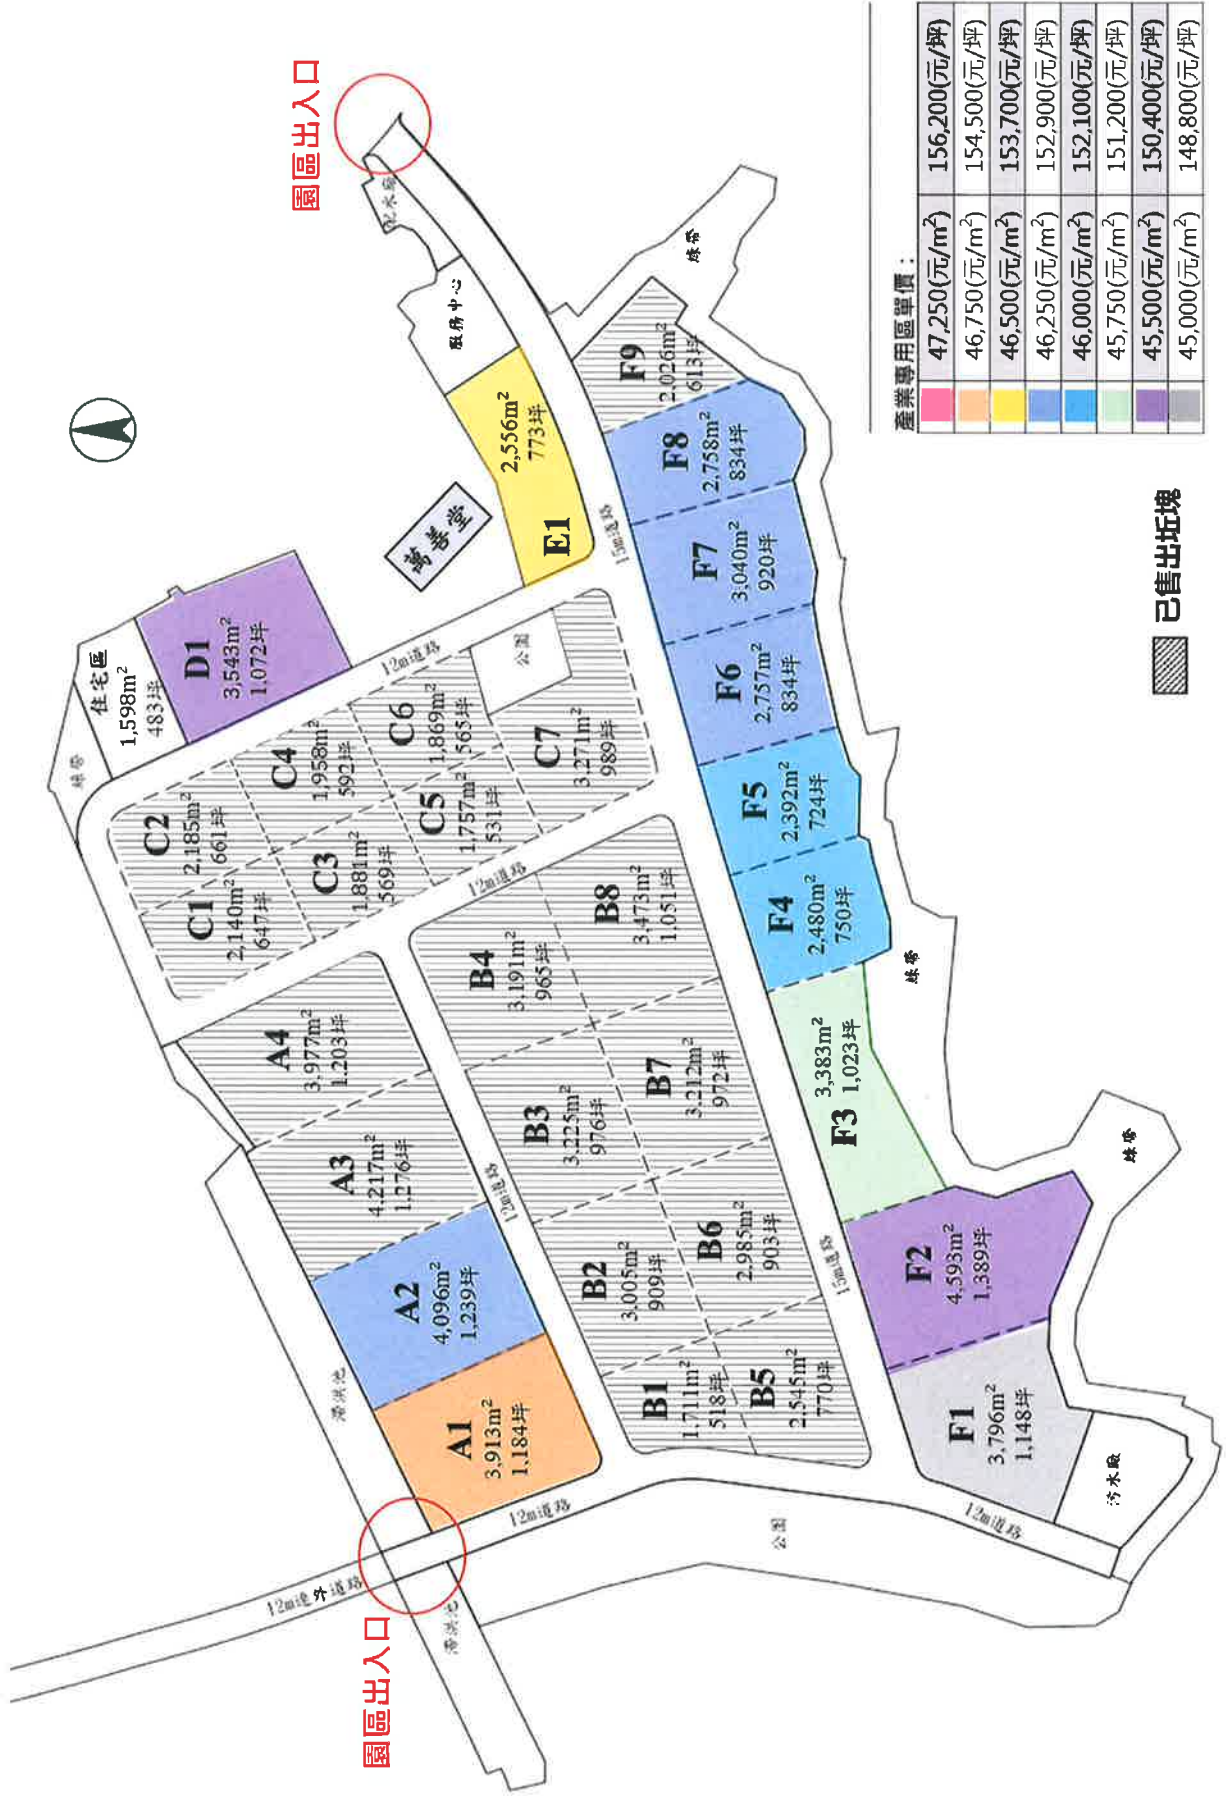 園區出入口
配水廠
服務中心
綠帶
E1
2,556m²
773坪
萬善堂
15m道路
F9
2.026m²
613坪
F8
2,758m²
834坪
F7
3,040m²
920坪
F6
2,757m²
834坪
F5
2,392m²
724坪
F4
2,480m²
750坪
F3
3,383m²
1,023坪
F2
4,593m²
1,389坪
F1
3,796m²
1,148坪
污水廠
綠帶
綠帶
綠帶
住宅區
1,598m²
483坪
D1
3,543m²
1,072坪
12m道路
公園
C1
2,140m²
647坪
C2
2,185m²
661坪
C3
1,881m²
569坪
C4
1,958m²
592坪
C5
1,757m²
531坪
C6
1,869m²
565坪
C7
3.271m²
989坪
12m道路
A4
3,977m²
1,203坪
A3
4,217m²
1,276坪
A2
4,096m²
1,239坪
A1
3,913m²
1,184坪
12m道路
B1
1,711m²
518坪
B2
3.005m²
909坪
B3
3.225m²
976坪
B4
3.191m²
965坪
B5
2.545m²
770坪
B6
2.985m²
903坪
B7
3.212m²
972坪
B8
3.473m²
1.051坪
15m道路
12m道路
12m道路
公園
滯洪池
滯洪池
12m連外道路
園區出入口
產業專用區單價：
47,250(元/m²) 156,200(元/坪)
46,750(元/m²) 154,500(元/坪)
46,500(元/m²) 153,700(元/坪)
46,250(元/m²) 152,900(元/坪)
46,000(元/m²) 152,100(元/坪)
45,750(元/m²) 151,200(元/坪)
45,500(元/m²) 150,400(元/坪)
45,000(元/m²) 148,800(元/坪)
已售出坵塊